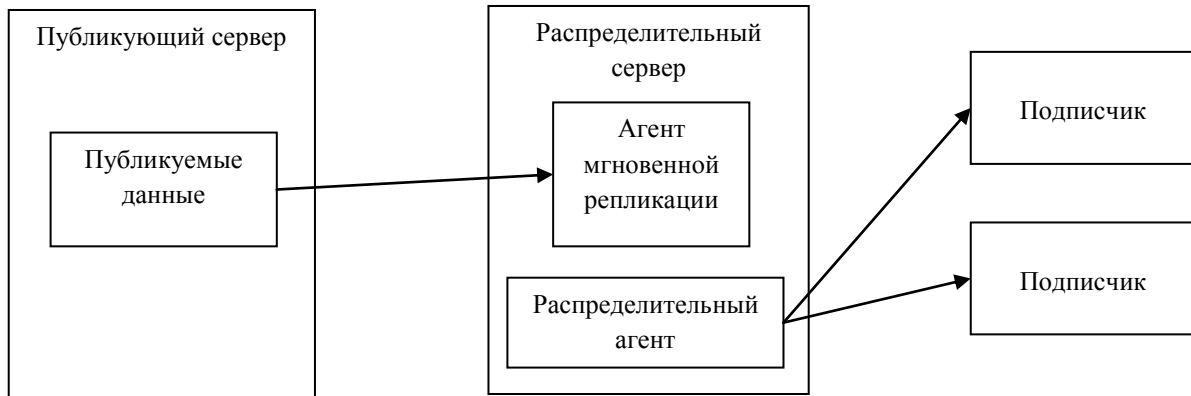 Публикующий сервер
Публикуемые
данные
Распределительный
сервер
Агент
мгновенной
репликации
Распределительный
агент
Подписчик
Подписчик